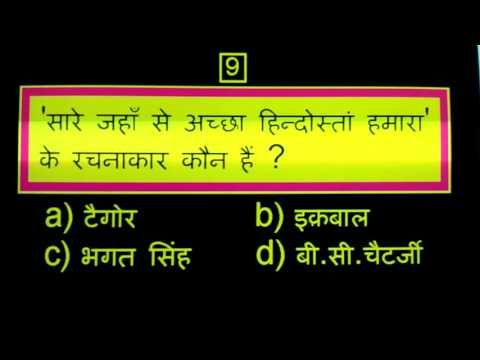 9
'सारे जहाँ से अच्छा हिन्दोस्तां हमारा'
के रचनाकार कौन हैं ?
a) टैगोर b) इक़बाल
c) भगत सिंह d) बी.सी.चैटर्जी